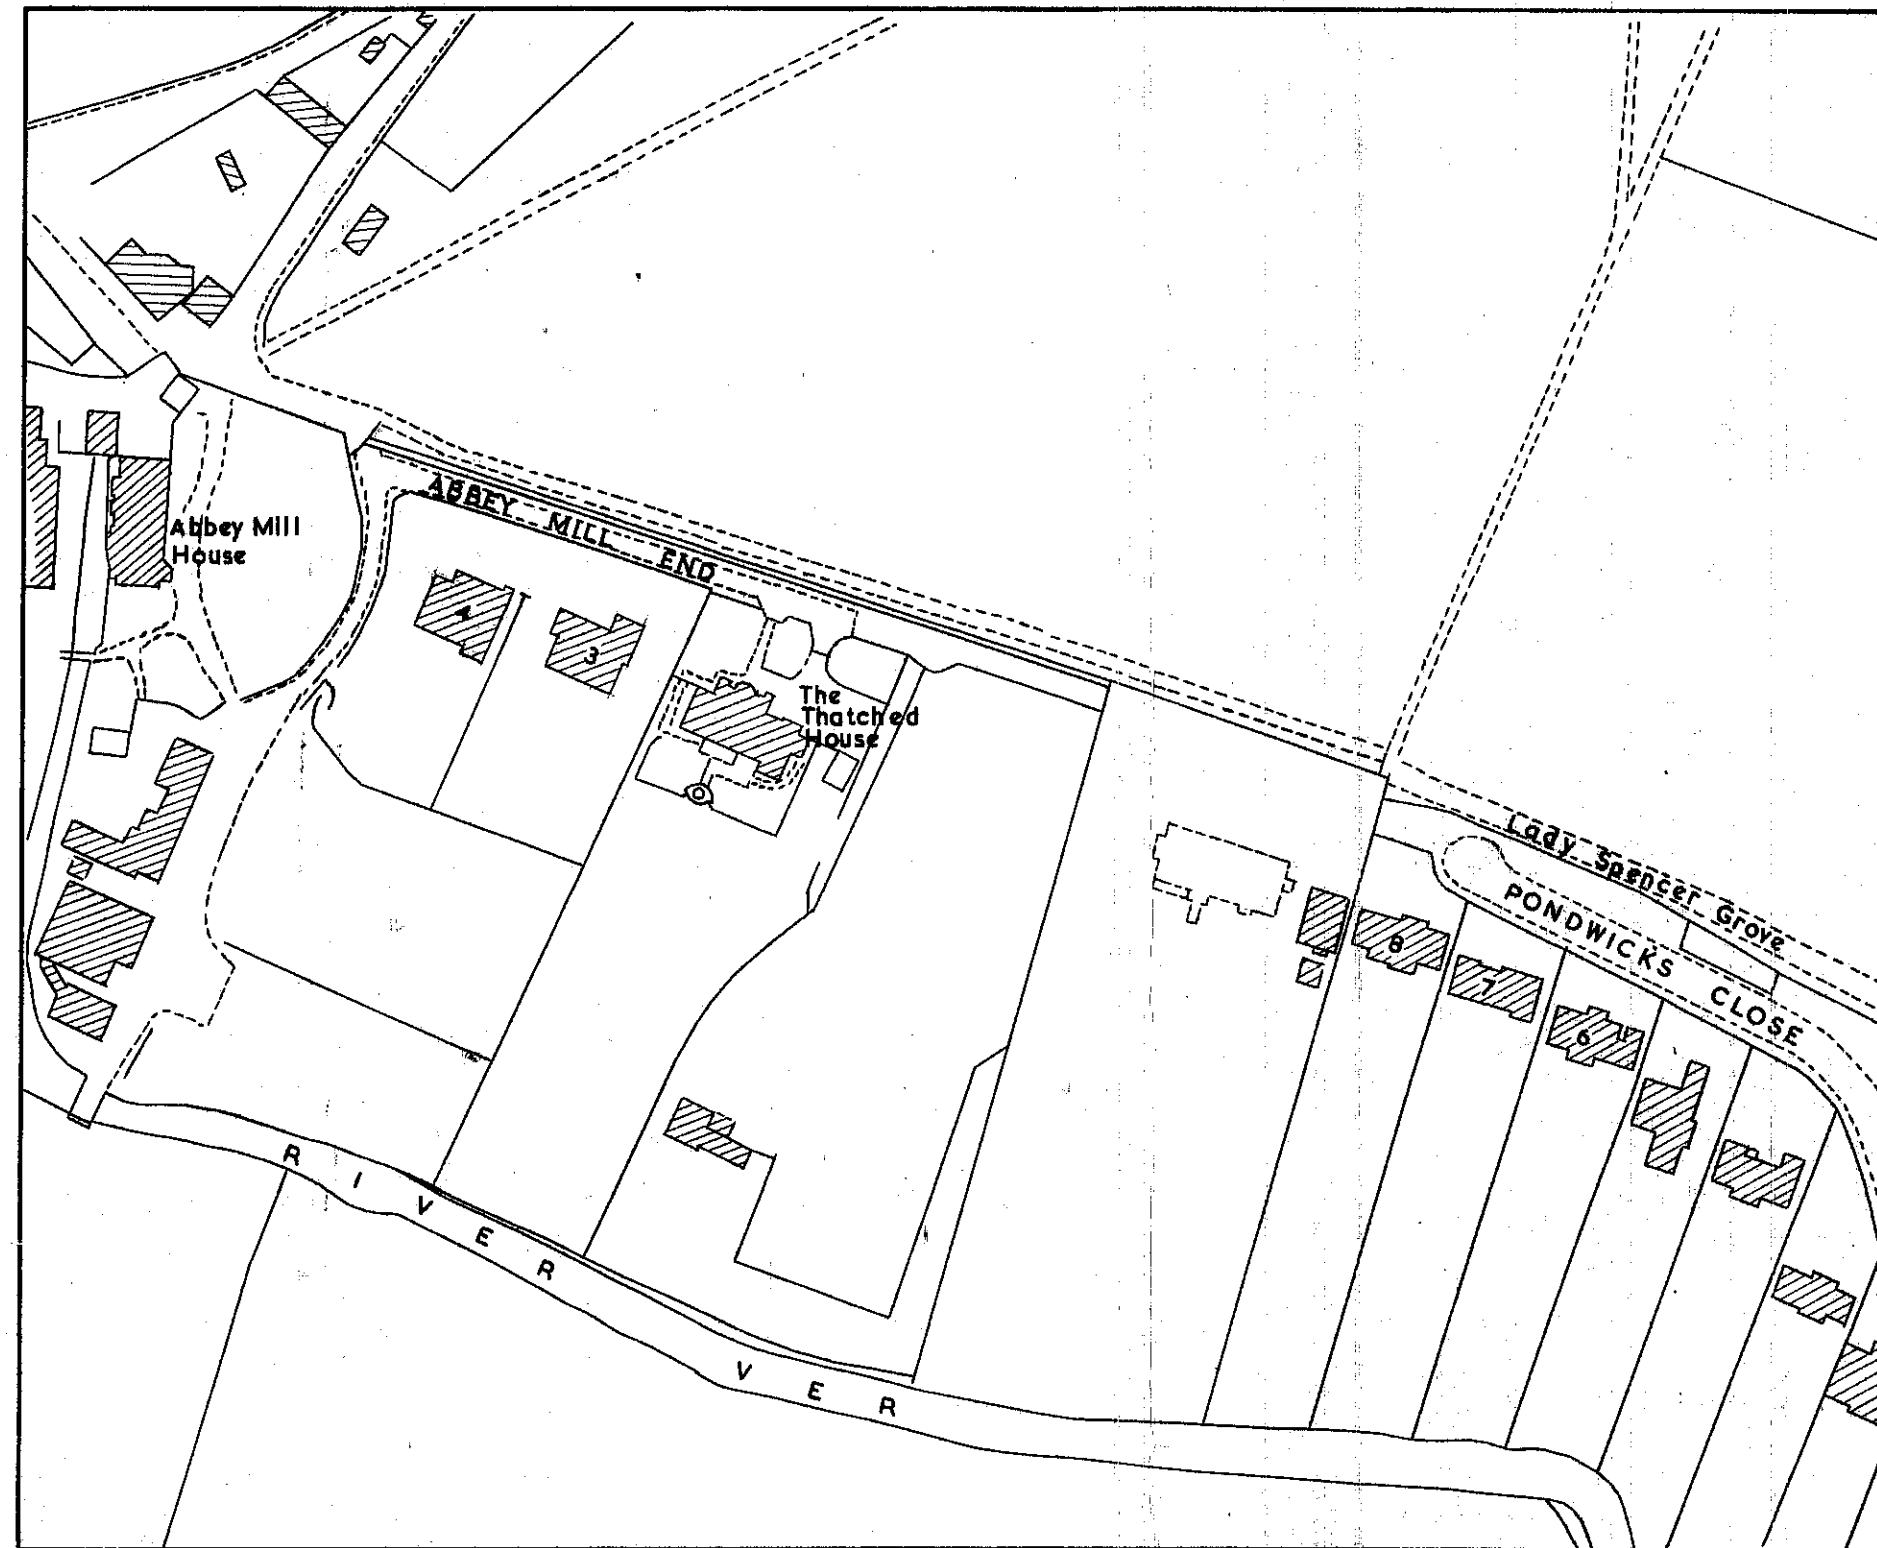 ABBEY MILL END
Abbey Mill
House
4
3
The
Thatched
House
Lady Spencer Grove
PONDWICKS CLOSE
8
7
6
RIVER
VER